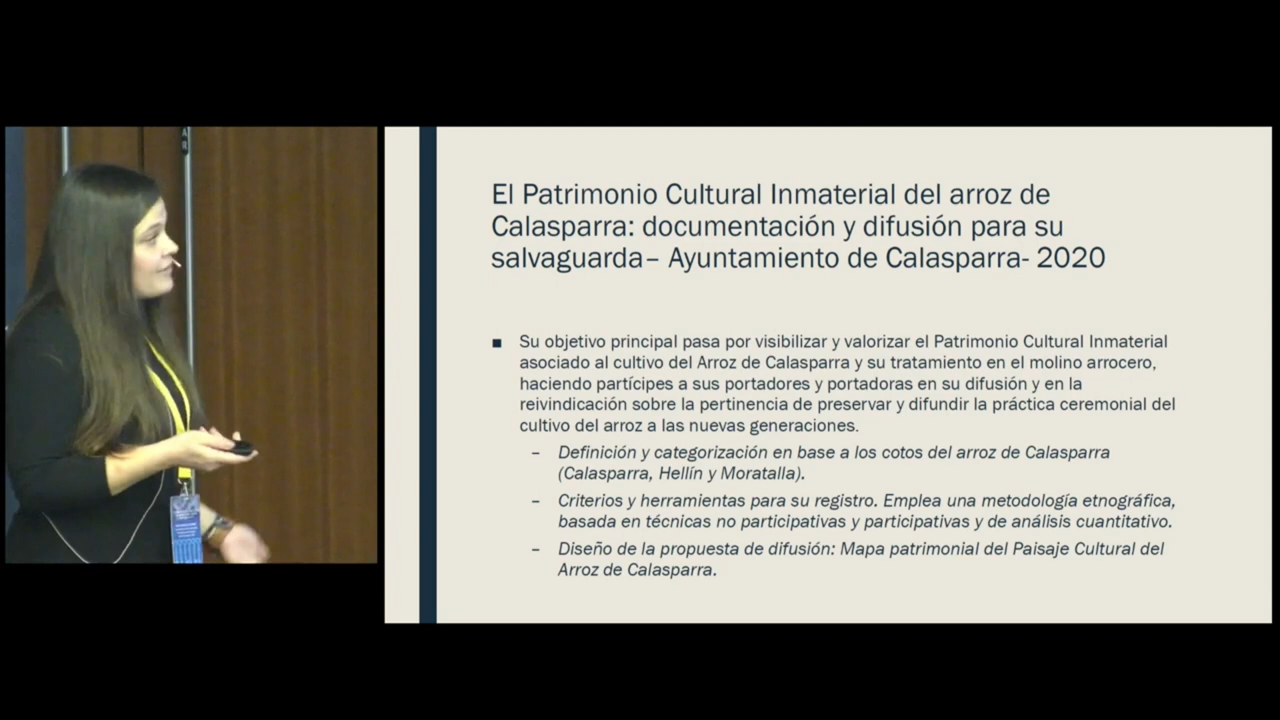 A
R
El Patrimonio Cultural Inmaterial del arroz de
Calasparra: documentación y difusión para su
salvaguarda– Ayuntamiento de Calasparra- 2020
■ Su objetivo principal pasa por visibilizar y valorizar el Patrimonio Cultural Inmaterial
asociado al cultivo del Arroz de Calasparra y su tratamiento en el molino arrocero,
haciendo partícipes a sus portadores y portadoras en su difusión y en la
reivindicación sobre la pertinencia de preservar y difundir la práctica ceremonial del
cultivo del arroz a las nuevas generaciones.
– Definición y categorización en base a los cotos del arroz de Calasparra
(Calasparra, Hellín y Moratalla).
– Criterios y herramientas para su registro. Emplea una metodología etnográfica,
basada en técnicas no participativas y participativas y de análisis cuantitativo.
– Diseño de la propuesta de difusión: Mapa patrimonial del Paisaje Cultural del
Arroz de Calasparra.